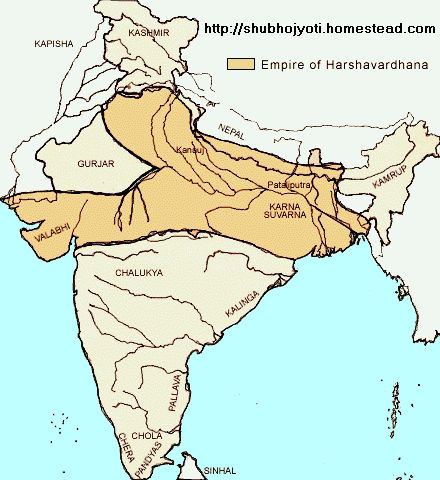 http://shubhojyoti.homestead.com
KASHMIR
KAPISHA
Empire of Harshavardhana
NEPAL
Kanauj
GURJAR
Pataliputra
KAMRUP
KARNA
SUVARNA
VALABHI
CHALUKYA
KALINGA
PALLAVA
CHOLA
CHERA
PANDYAS
SINHAL